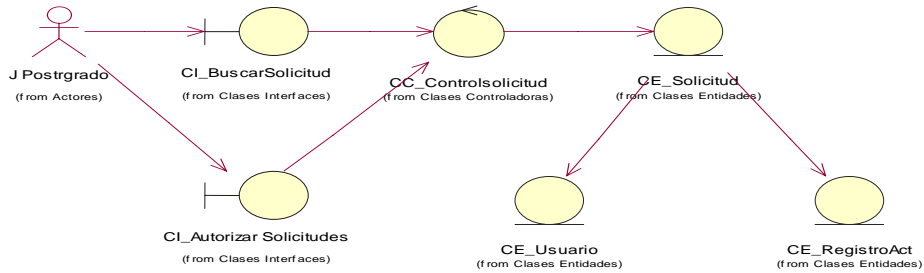 J Postrgrado
(from Actores)
CI_BuscarSolicitud
(from Clases Interfaces)
CC_Controlsolicitud
(from Clases Controladoras)
CE_Solicitud
(from Clases Entidades)
CI_Autorizar Solicitudes
(from Clases Interfaces)
CE_Usuario
(from Clases Entidades)
CE_RegistroAct
(from Clases Entidades)